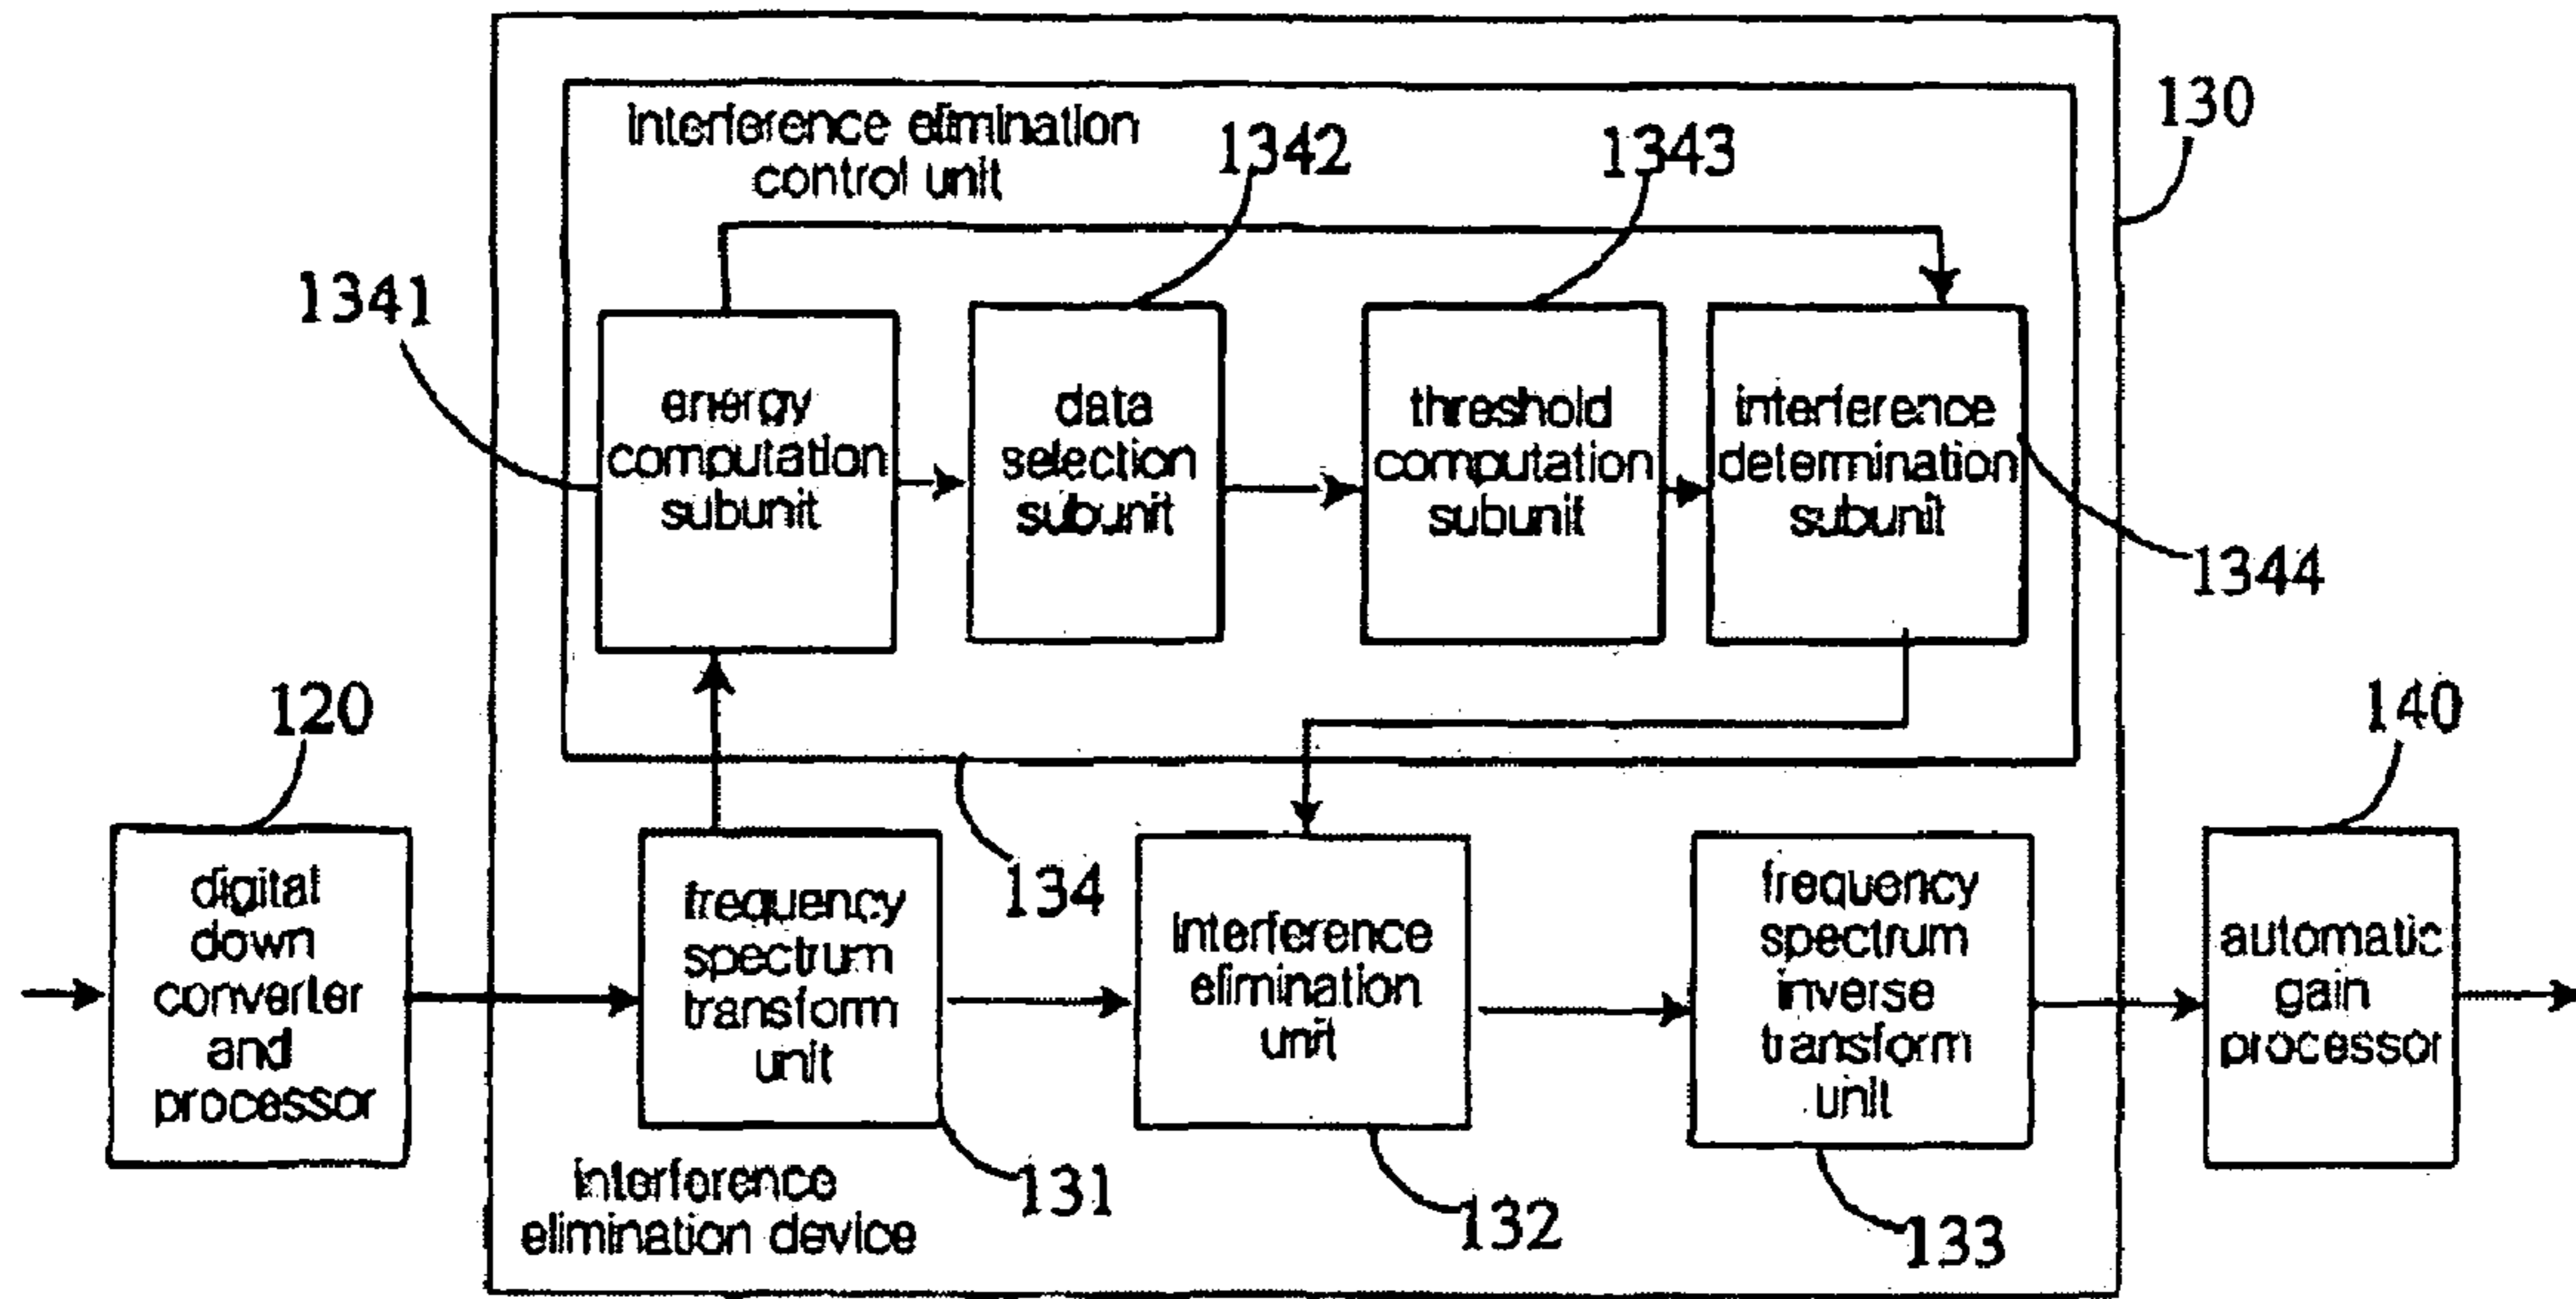 interference elimination
control unit
1342
1343
130
1341
energy
computation
subunit
data
selection
subunit
threshold
computation
subunit
interference
determination
subunit
1344
120
140
134
digital
down
converter
and
processor
frequency
spectrum
transform
unit
interference
elimination
unit
frequency
spectrum
inverse
transform
unit
automatic
gain
processor
interference
elimination device
131
132
133